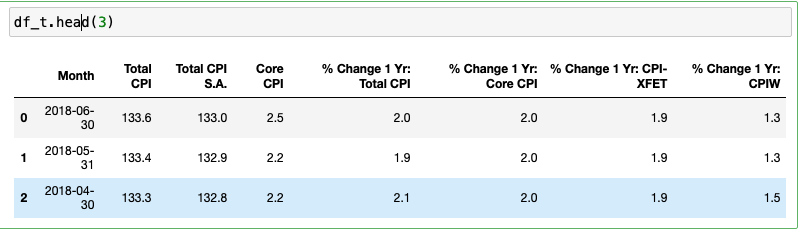 df_t.head(3)
Month Total CPI Total CPI S.A. Core CPI % Change 1 Yr: Total CPI % Change 1 Yr: Core CPI % Change 1 Yr: CPI-XFET % Change 1 Yr: CPIW
0 2018-06-30 133.6 133.0 2.5 2.0 2.0 1.9 1.3
1 2018-05-31 133.4 132.9 2.2 1.9 2.0 1.9 1.3
2 2018-04-30 133.3 132.8 2.2 2.1 2.0 1.9 1.5